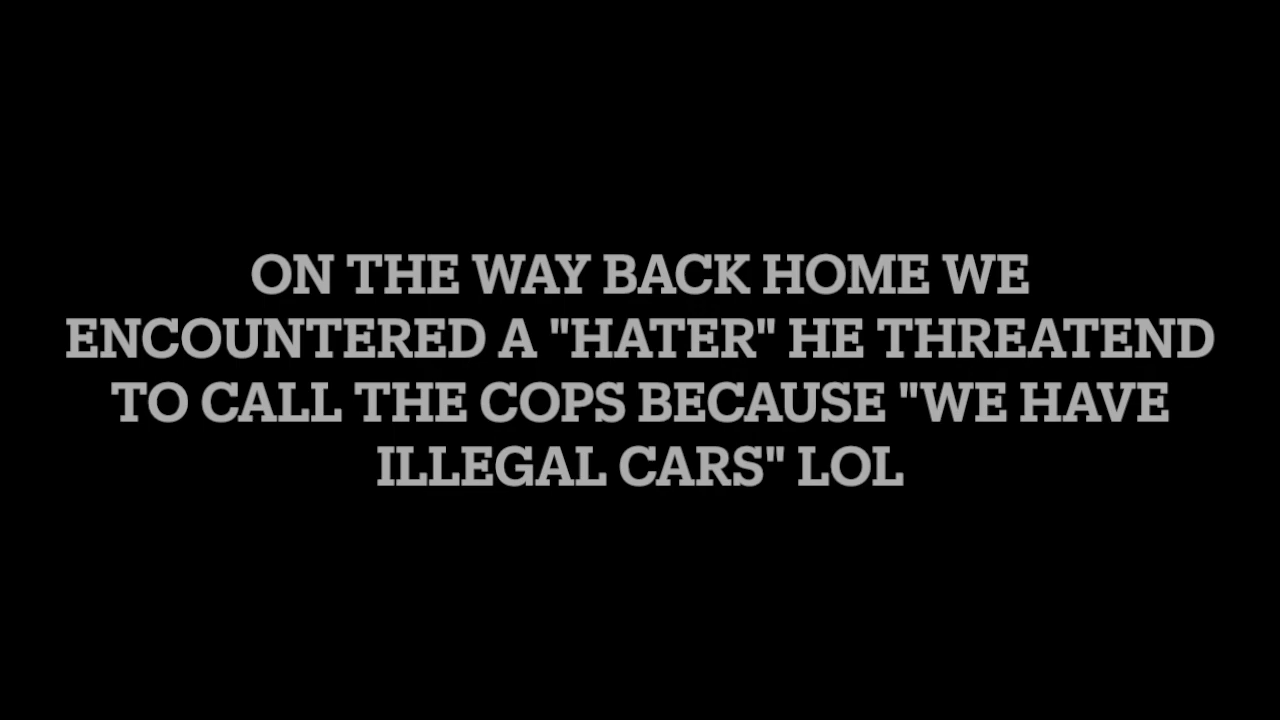 ON THE WAY BACK HOME WE
ENCOUNTERED A "HATER" HE THREATEND
TO CALL THE COPS BECAUSE "WE HAVE
ILLEGAL CARS" LOL